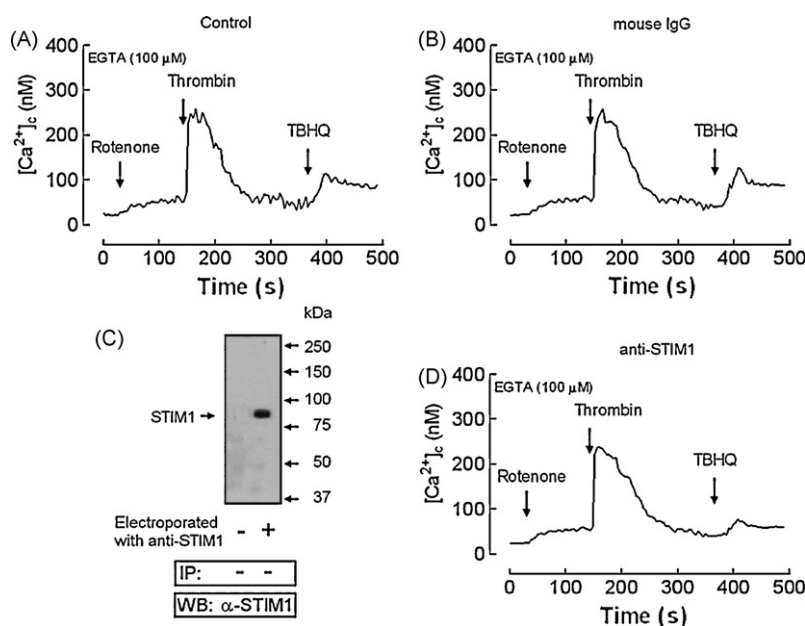 Control
(A)
EGTA (100 µM)
Thrombin
Rotenone
TBHQ
[Ca2+]c (nM)
400
300
200
100
0
0 100 200 300 400 500
Time (s)
mouse IgG
(B)
EGTA (100 µM)
Thrombin
Rotenone
TBHQ
[Ca2+]c (nM)
400
300
200
100
0
0 100 200 300 400 500
Time (s)
(C)
kDa
250
150
100
75
50
37
STIM1
Electroporated
with anti-STIM1
- +
IP: -- --
WB: α-STIM1
anti-STIM1
(D)
EGTA (100 µM)
Thrombin
Rotenone
TBHQ
[Ca2+]c (nM)
400
300
200
100
0
0 100 200 300 400 500
Time (s)